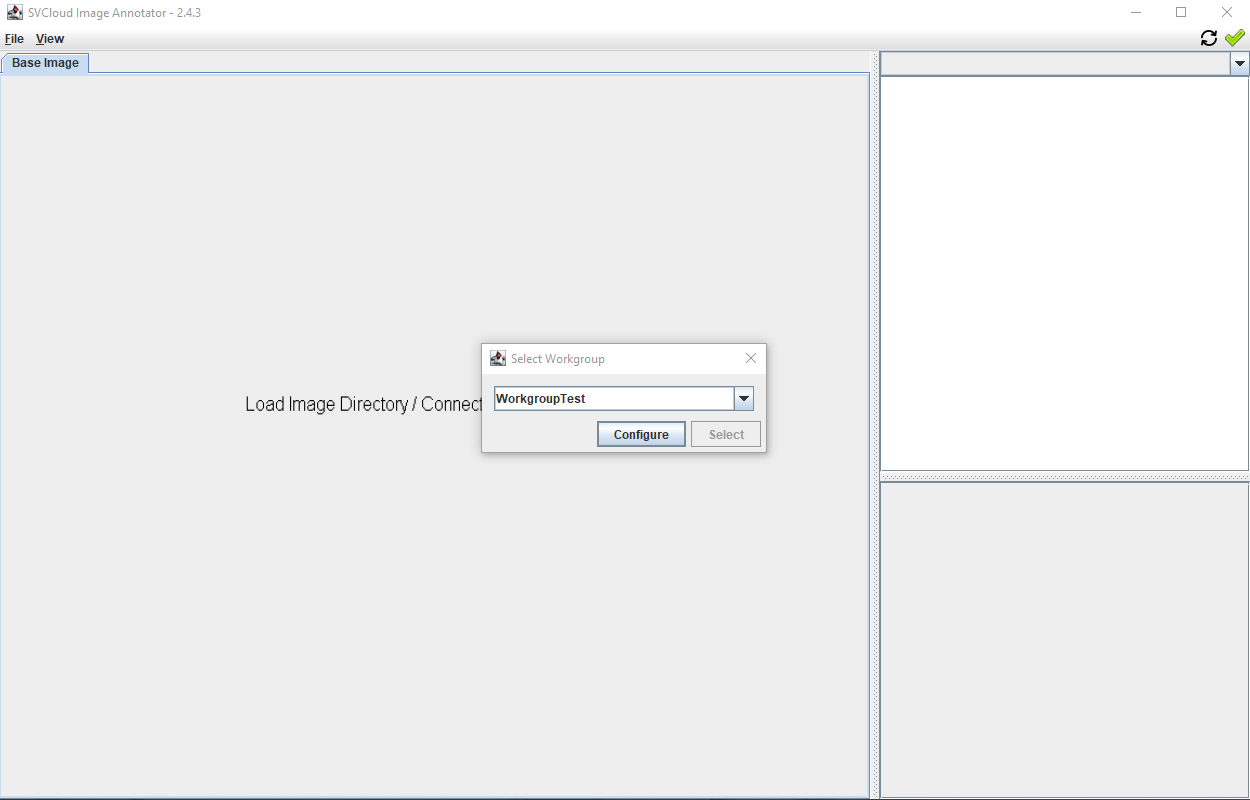 SVCloud Image Annotator - 2.4.3
File View
Base Image
Select Workgroup
WorkgroupTest
Load Image Directory / Connect
Configure Select